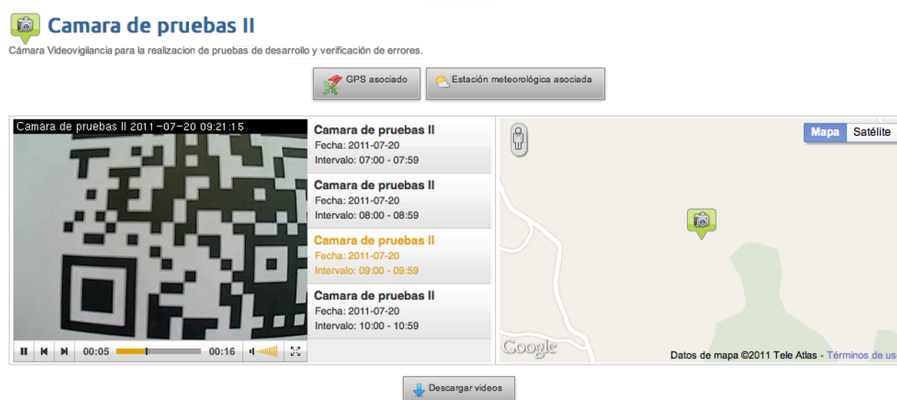 Camara de pruebas II
Cámara Videovigilancia para la realizacion de pruebas de desarrollo y verificación de errores.
GPS asociado
Estación meteorológica asociada
Camara de pruebas II 2011-07-20 09:21:15
Camara de pruebas II
Fecha: 2011-07-20
Intervalo: 07:00 - 07:59
Camara de pruebas II
Fecha: 2011-07-20
Intervalo: 08:00 - 08:59
Camara de pruebas II
Fecha: 2011-07-20
Intervalo: 09:00 - 09:59
Camara de pruebas II
Fecha: 2011-07-20
Intervalo: 10:00 - 10:59
00:05
00:16
Mapa
Satélite
Google
Datos de mapa ©2011 Tele Atlas - Términos de us
Descargar videos